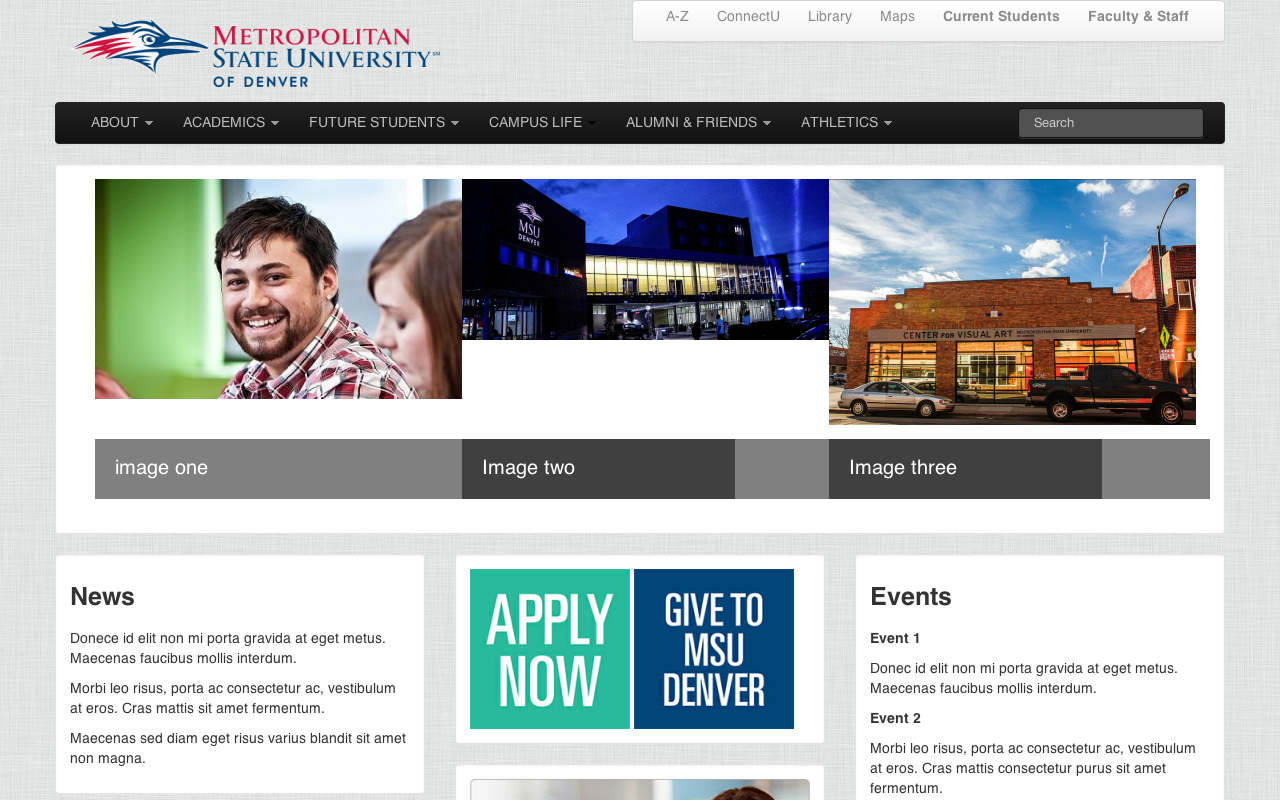 A-Z ConnectU Library Maps Current Students Faculty & Staff
METROPOLITAN
STATE UNIVERSITY℠
OF DENVER
ABOUT ACADEMICS FUTURE STUDENTS CAMPUS LIFE ALUMNI & FRIENDS ATHLETICS Search
MSU
DENVER
CENTER FOR VISUAL ART METROPOLITAN STATE UNIVERSITY
image one
Image two
Image three
News
Donece id elit non mi porta gravida at eget metus.
Maecenas faucibus mollis interdum.
Morbi leo risus, porta ac consectetur ac, vestibulum
at eros. Cras mattis sit amet fermentum.
Maecenas sed diam eget risus varius blandit sit amet
non magna.
APPLY
NOW
GIVE TO
MSU
DENVER
Events
Event 1
Donec id elit non mi porta gravida at eget metus.
Maecenas faucibus mollis interdum.
Event 2
Morbi leo risus, porta ac consectetur ac, vestibulum
at eros. Cras mattis consectetur purus sit amet
fermentum.